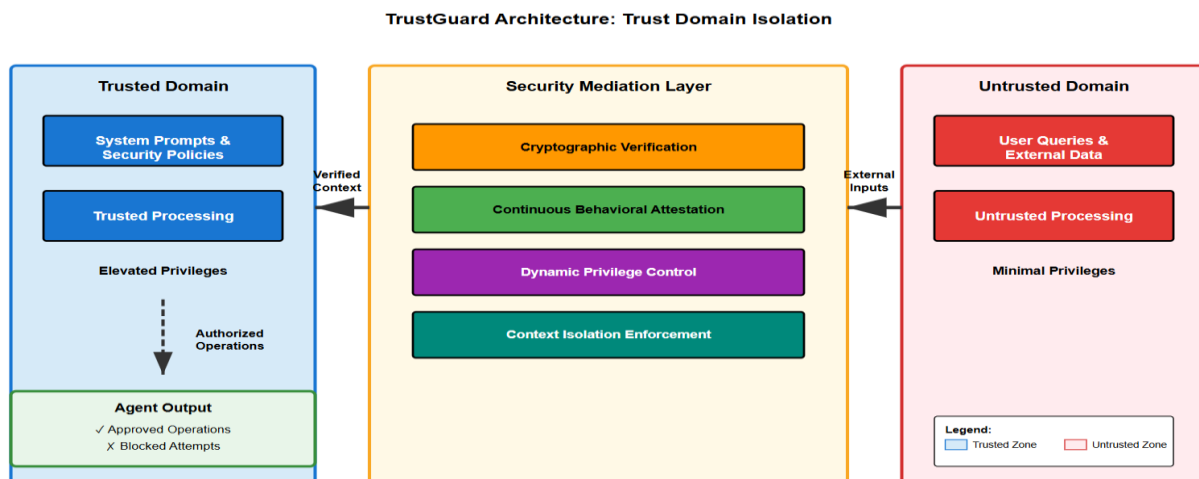 TrustGuard Architecture: Trust Domain Isolation
Trusted Domain
System Prompts &
Security Policies
Trusted Processing
Elevated Privileges
Authorized
Operations
Agent Output
✓ Approved Operations
✗ Blocked Attempts
Verified
Context
Security Mediation Layer
Cryptographic Verification
Continuous Behavioral Attestation
Dynamic Privilege Control
Context Isolation Enforcement
External
Inputs
Untrusted Domain
User Queries &
External Data
Untrusted Processing
Minimal Privileges
Legend:
Trusted Zone
Untrusted Zone